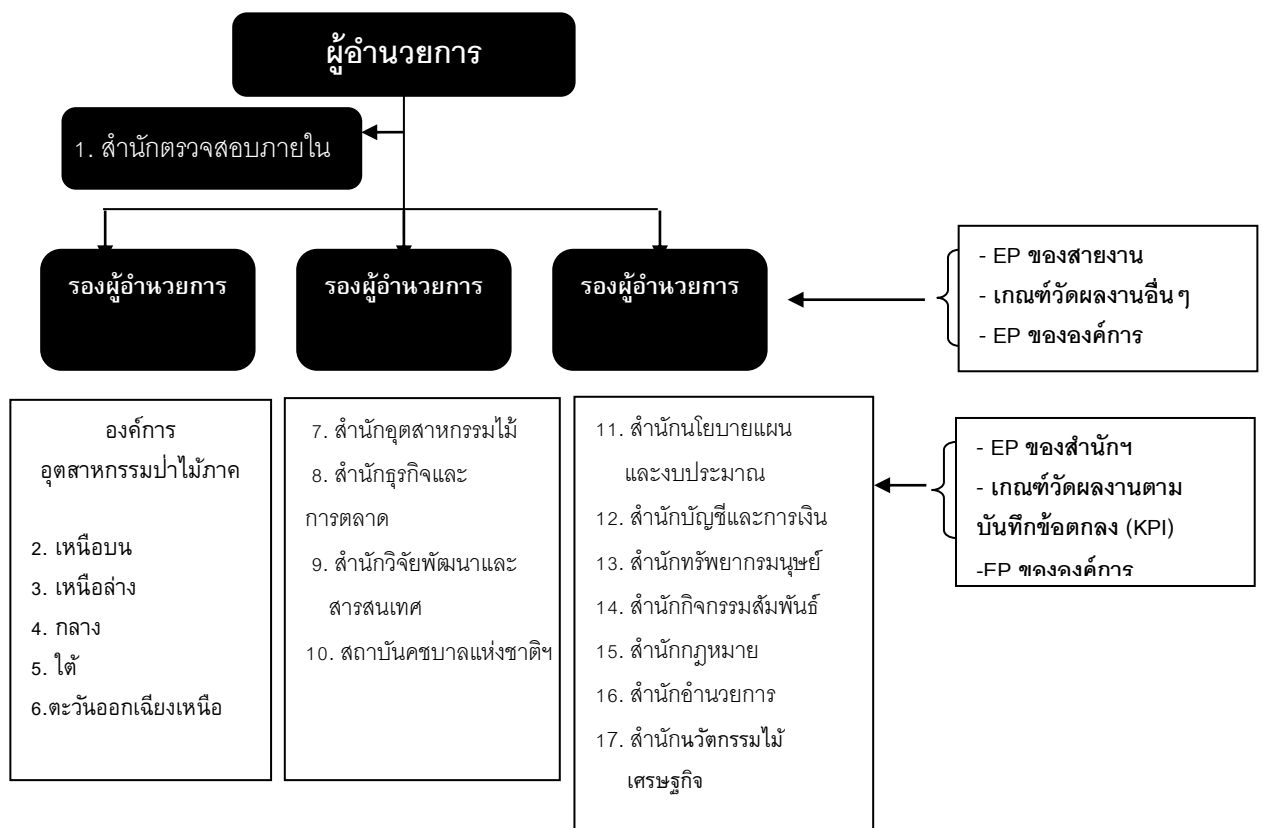 ผู้อำนวยการ
1. สำนักตรวจสอบภายใน
รองผู้อำนวยการ
รองผู้อำนวยการ
รองผู้อำนวยการ
- EP ของสายงาน
- เกณฑ์วัดผลงานอื่น ๆ
- EP ขององค์การ
องค์การ
อุตสาหกรรมป่าไม้ภาค
2. เหนือบน
3. เหนือล่าง
4. กลาง
5. ใต้
6.ตะวันออกเฉียงเหนือ
7. สำนักอุตสาหกรรมไม้
8. สำนักธุรกิจและ
การตลาด
9. สำนักวิจัยพัฒนาและ
สารสนเทศ
10. สถาบันคชบาลแห่งชาติฯ
11. สำนักนโยบายแผน
และงบประมาณ
12. สำนักบัญชีและการเงิน
13. สำนักทรัพยากรมนุษย์
14. สำนักกิจกรรมสัมพันธ์
15. สำนักกฎหมาย
16. สำนักอำนวยการ
17. สำนักนวัตกรรมไม้
เศรษฐกิจ
- EP ของสำนักฯ
- เกณฑ์วัดผลงานตาม
บันทึกข้อตกลง (KPI)
-EP ขององค์การ